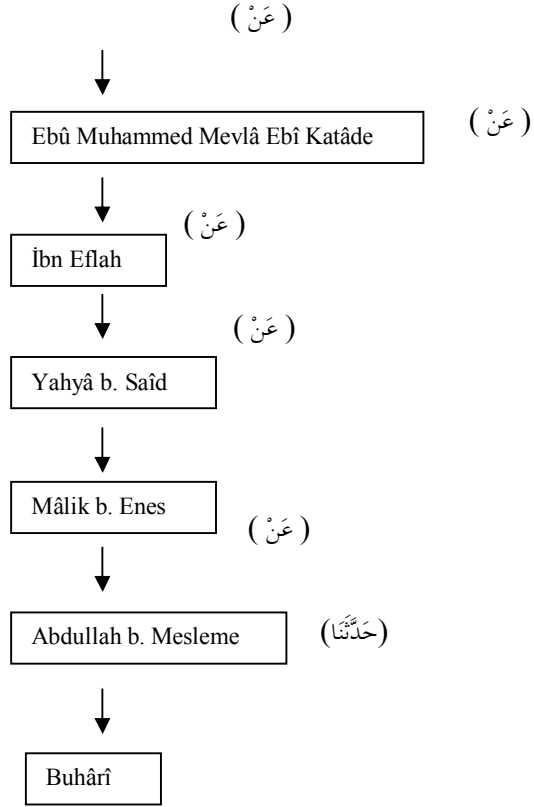 ( عَنْ )
Ebû Muhammed Mevlâ Ebî Katâde
( عَنْ )
( عَنْ )
İbn Eflah
( عَنْ )
Yahyâ b. Saîd
Mâlik b. Enes
( عَنْ )
Abdullah b. Mesleme
(حَدَّثَنَا)
Buhârî